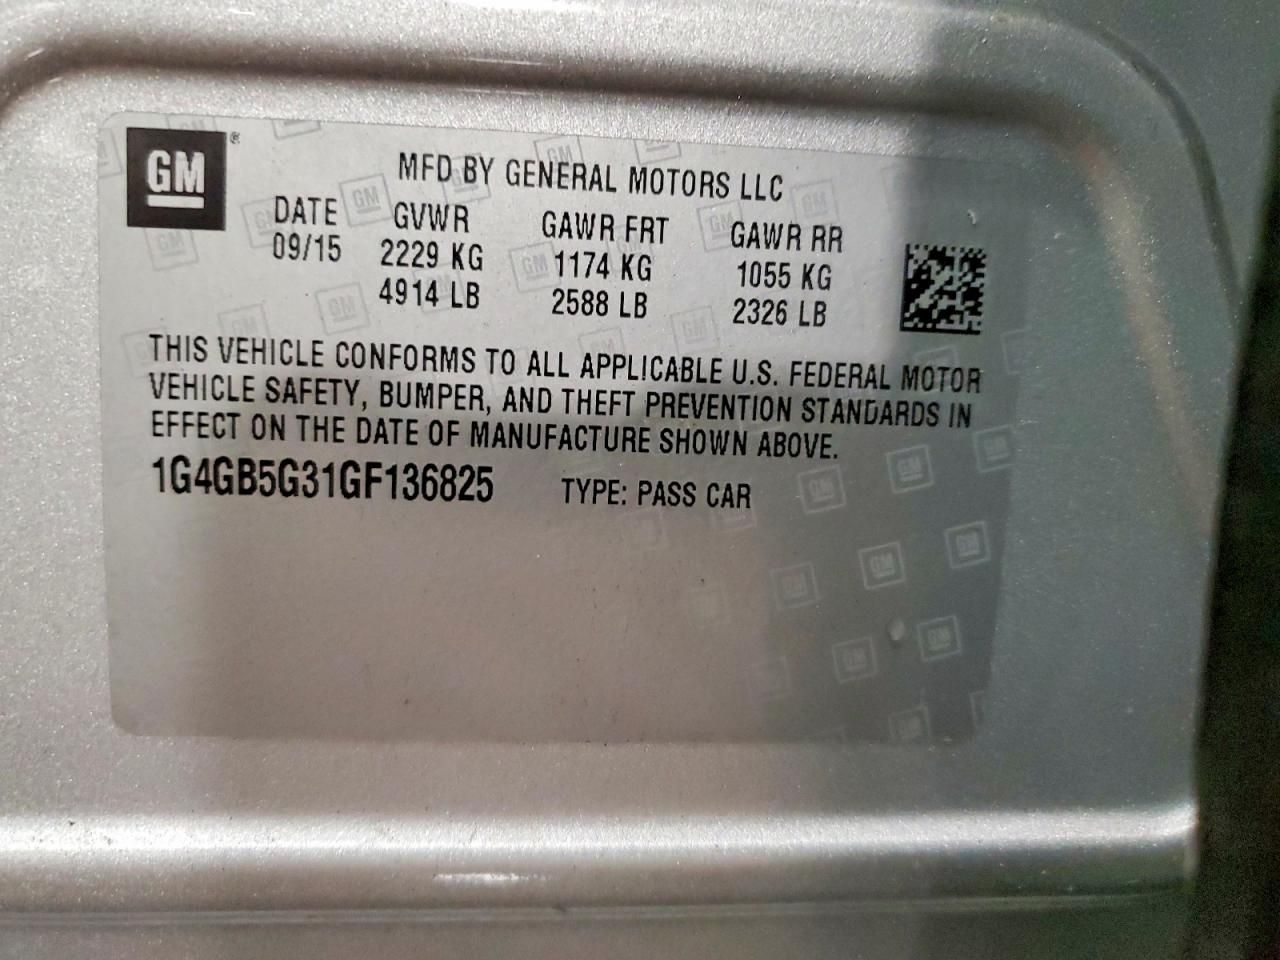 GM®
MFD BY GENERAL MOTORS LLC
DATE GVWR GAWR FRT GAWR RR
09/15 2229 KG 1174 KG 1055 KG
4914 LB 2588 LB 2326 LB
THIS VEHICLE CONFORMS TO ALL APPLICABLE U.S. FEDERAL MOTOR
VEHICLE SAFETY, BUMPER, AND THEFT PREVENTION STANDARDS IN
EFFECT ON THE DATE OF MANUFACTURE SHOWN ABOVE.
1G4GB5G31GF136825 TYPE: PASS CAR